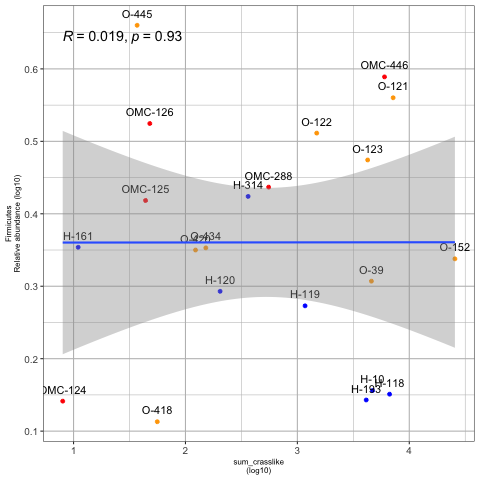 O-445
R = 0.019, p = 0.93
OMC-446
O-121
OMC-126
O-122
O-123
OMC-288
H-314
OMC-125
H-161
O-420 O-434
O-152
O-39
H-120
H-119
H-10
H-193 H-118
OMC-124
O-418
0.6
0.5
0.4
0.3
0.2
0.1
Firmicutes
Relative abundance (log10)
1 2 3 4
sum_crasslike
(log10)